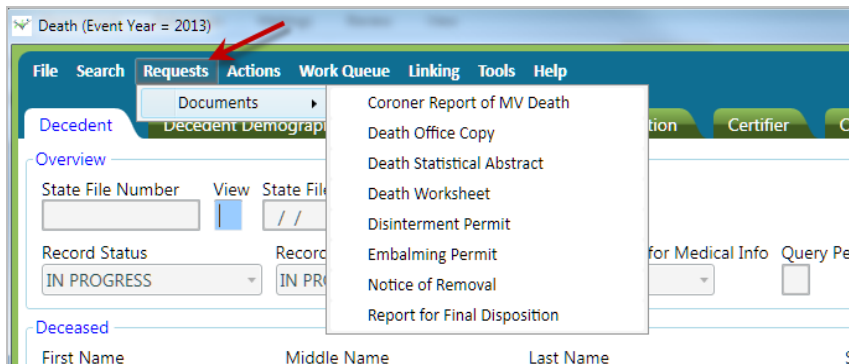 Death (Event Year = 2013)
File Search Requests Actions Work Queue Linking Tools Help
Documents
Coroner Report of MV Death
Death Office Copy
Death Statistical Abstract
Death Worksheet
Disinterment Permit
Embalming Permit
Notice of Removal
Report for Final Disposition
Decedent Decedent Demograp tion Certifier C
Overview
State File Number View State File
/ /
Record Status Record for Medical Info Query Pe
IN PROGRESS IN PR
Deceased
First Name Middle Name Last Name S